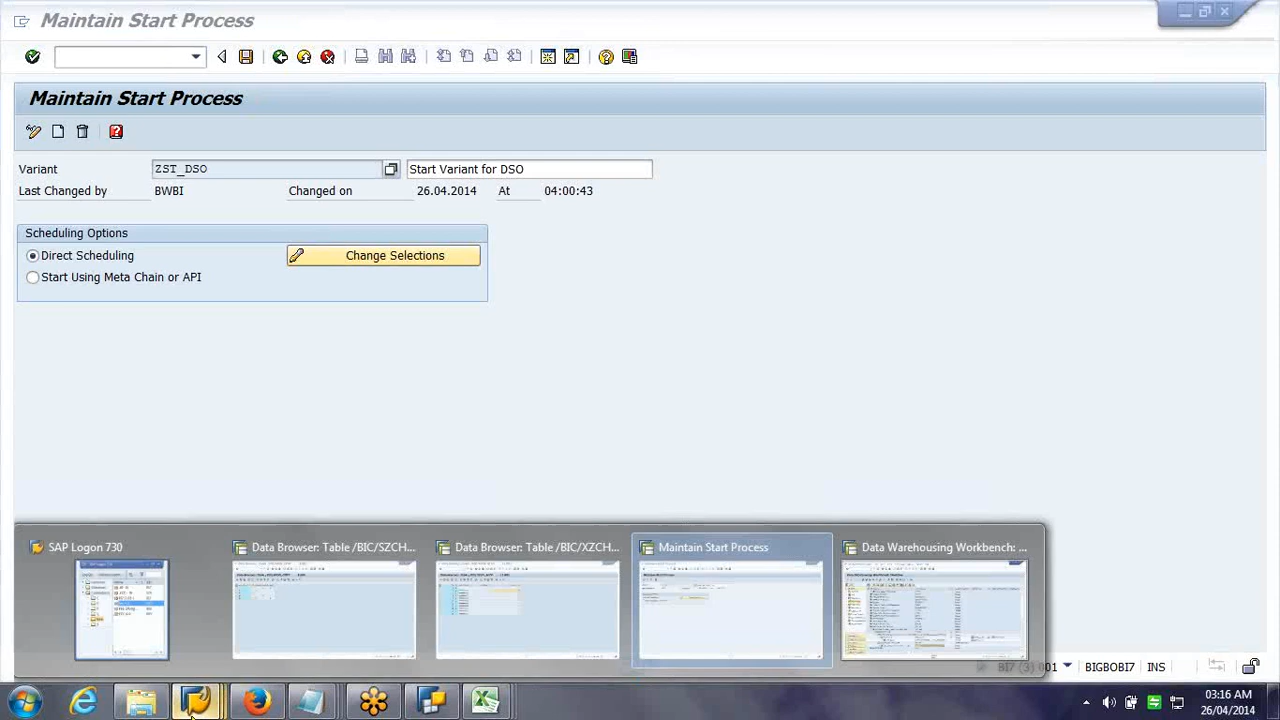 Maintain Start Process
Maintain Start Process
Variant ZST_DSO Start Variant for DSO
Last Changed by BWBI Changed on 26.04.2014 At 04:00:43
Scheduling Options
Direct Scheduling Change Selections
Start Using Meta Chain or API
SAP Logon 730 Data Browser: Table /BIC/SZCH... Data Browser: Table /BIC/XZCH... Maintain Start Process Data Warehousing Workbench: ...
BI7 (3) 001 BIGBOBI7 INS
03:16 AM
26/04/2014